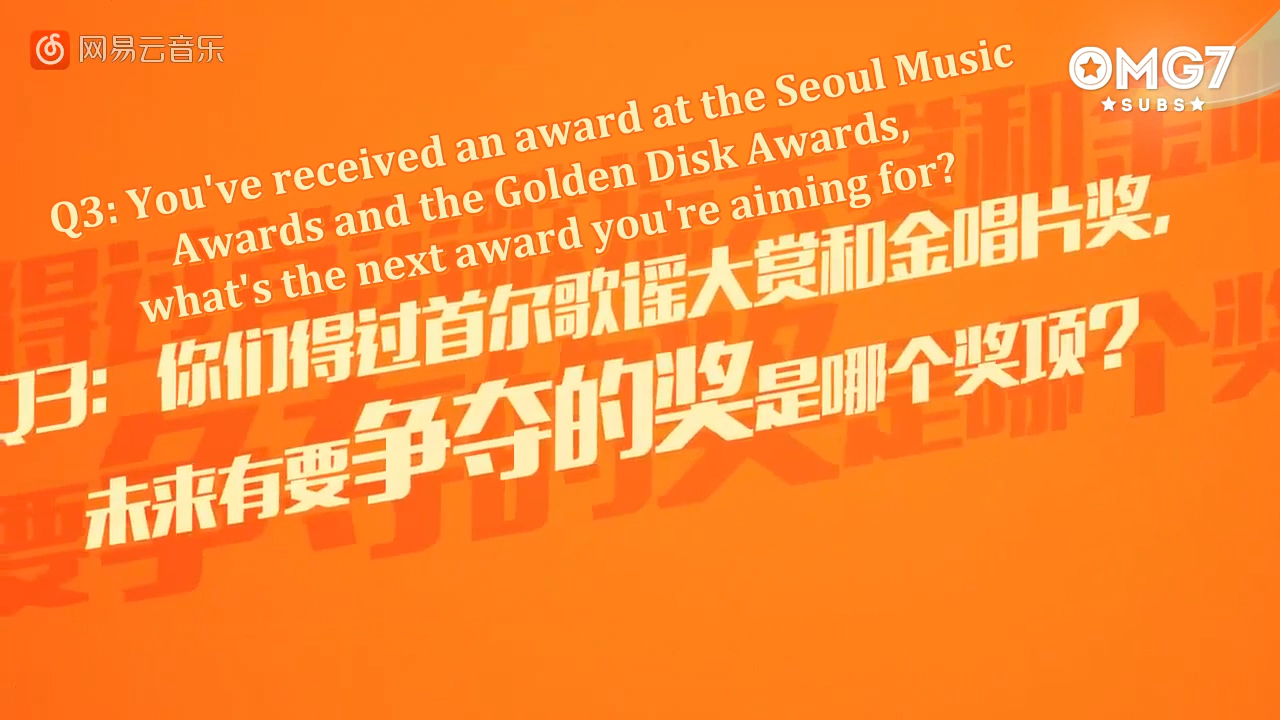 网易云音乐
OMG7
SUBS
Q3: You've received an award at the Seoul Music
Awards and the Golden Disk Awards,
what's the next award you're aiming for?
Q3: 你们得过首尔歌谣大赏和金唱片奖,
未来有要争夺的奖是哪个奖项?